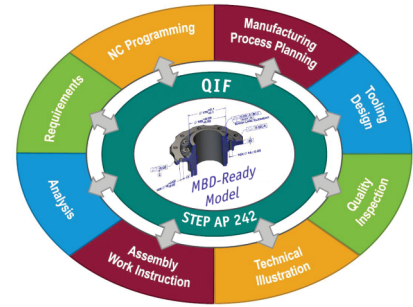 NC Programming
Manufacturing
Process Planning
Tooling
Design
Quality
Inspection
Technical
Illustration
Assembly
Work Instruction
Analysis
Requirements
QIF
MBD-Ready
Model
STEP AP 242